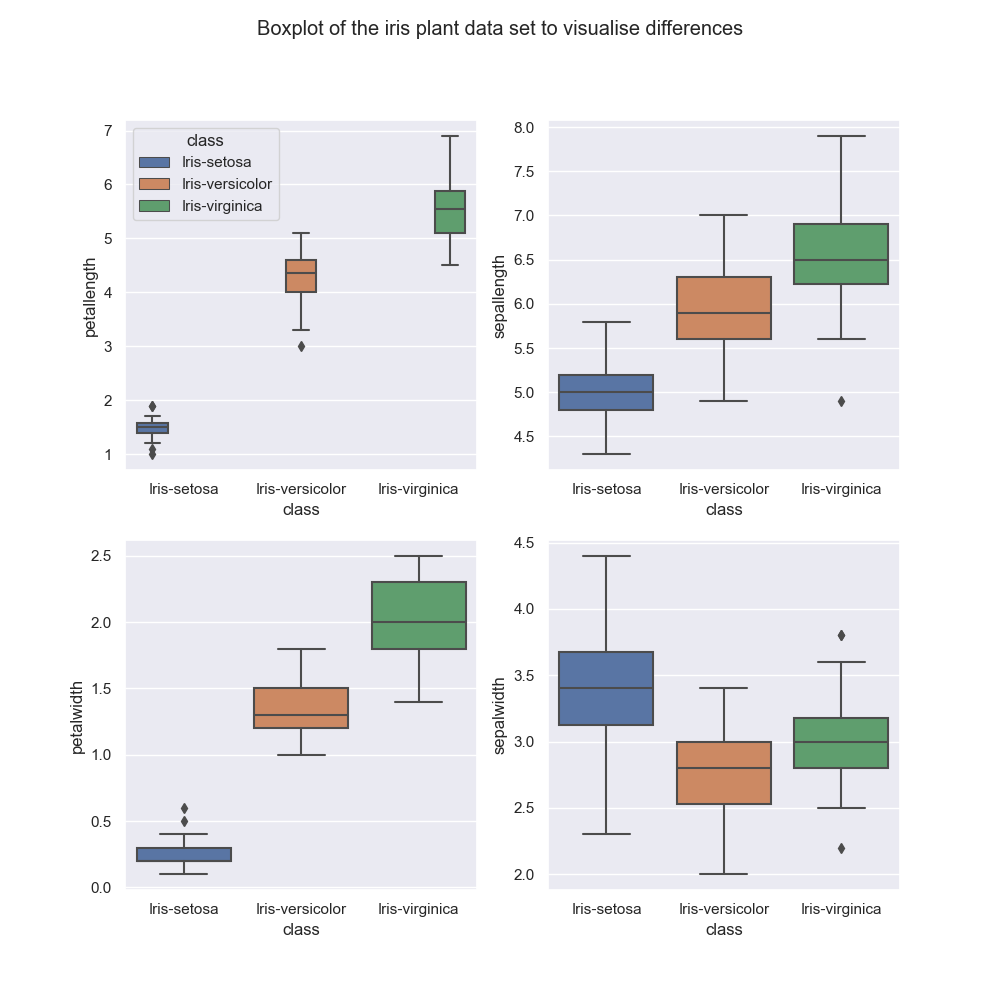 Boxplot of the iris plant data set to visualise differences
7
6
5
4
3
2
1
petallength
class
Iris-setosa
Iris-versicolor
Iris-virginica
Iris-setosa Iris-versicolor Iris-virginica
class
8.0
7.5
7.0
6.5
6.0
5.5
5.0
4.5
sepallength
Iris-setosa Iris-versicolor Iris-virginica
class
2.5
2.0
1.5
1.0
0.5
0.0
petalwidth
Iris-setosa Iris-versicolor Iris-virginica
class
4.5
4.0
3.5
3.0
2.5
2.0
sepalwidth
Iris-setosa Iris-versicolor Iris-virginica
class